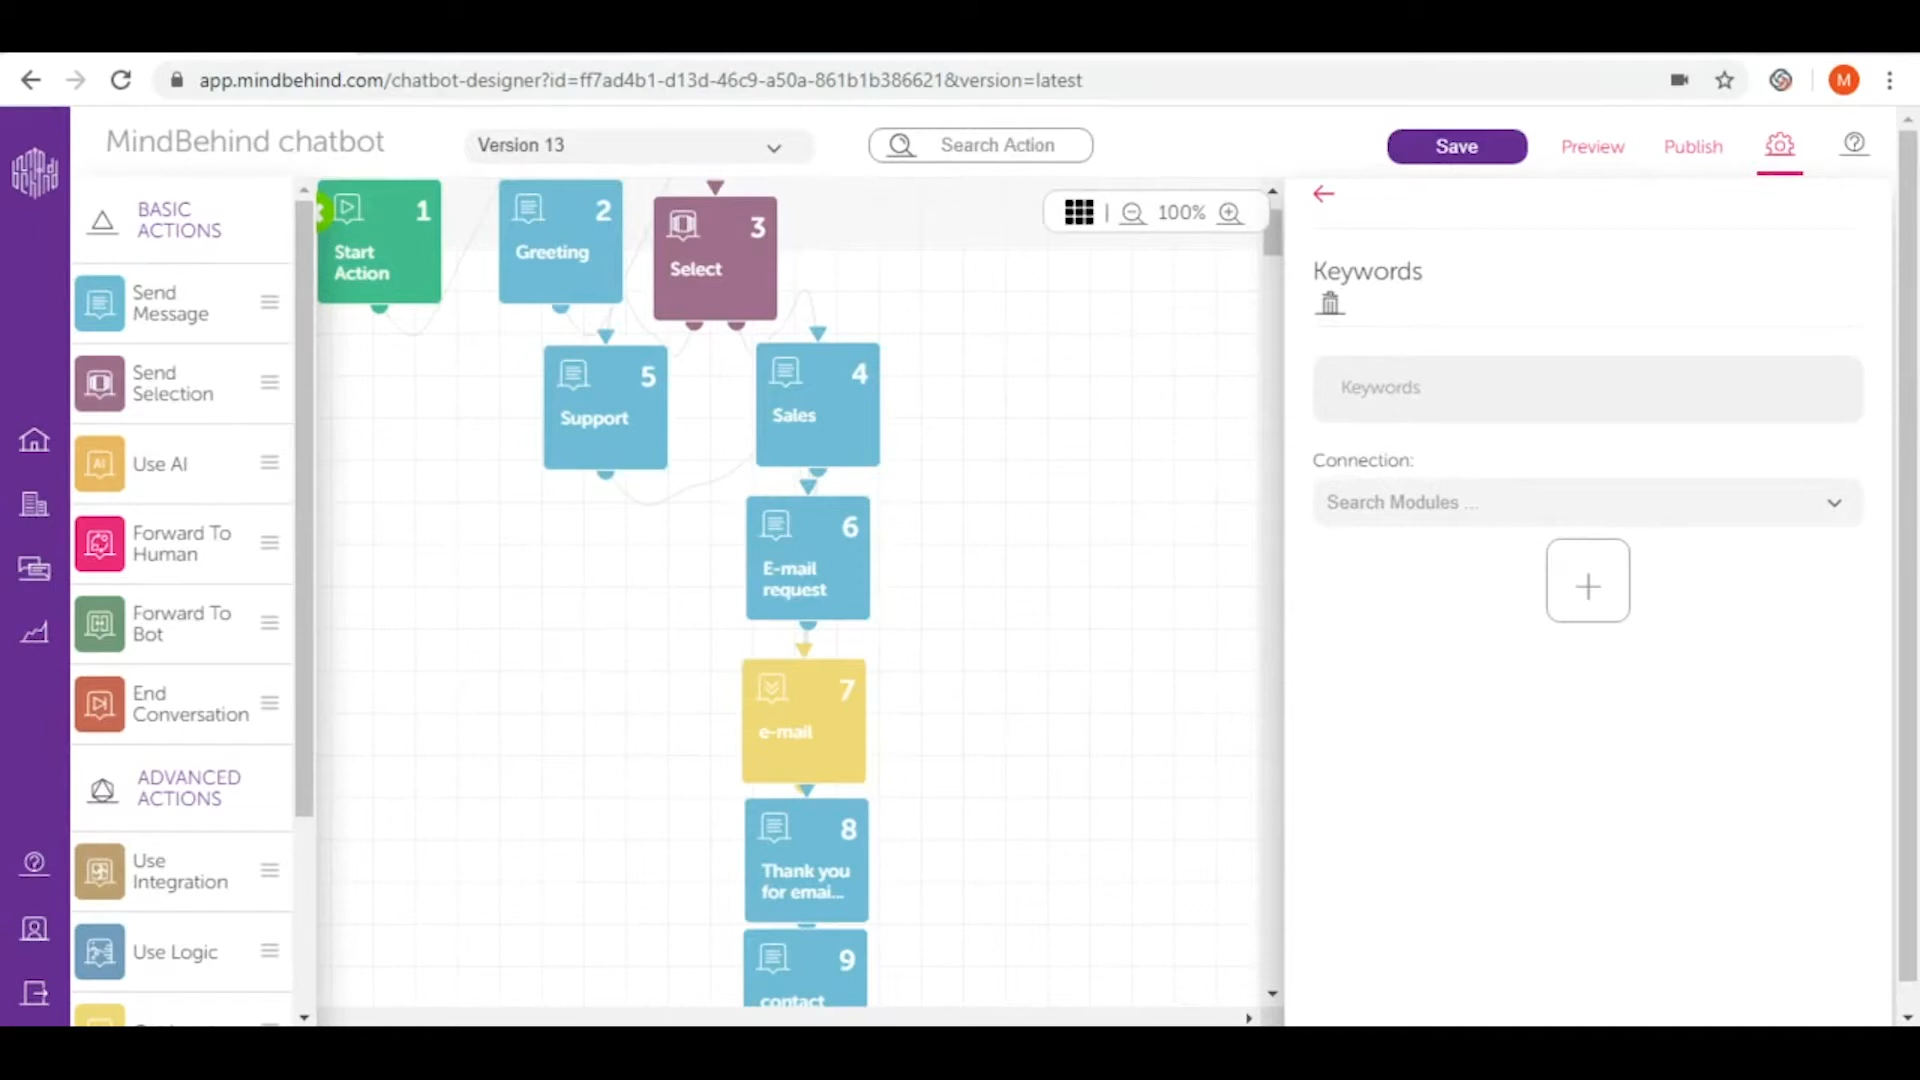 app.mindbehind.com/chatbot-designer?id=ff7ad4b1-d13d-46c9-a50a-861b1b386621&version=latest
M
mind
behind
MindBehind chatbot
Version 13
Search Action
Save
Preview
Publish
BASIC
ACTIONS
Send
Message
Send
Selection
AI
Use AI
Forward To
Human
Forward To
Bot
End
Conversation
ADVANCED
ACTIONS
Use
Integration
Use Logic
1
Start
Action
2
Greeting
3
Select
100%
5
Support
4
Sales
6
E-mail
request
7
e-mail
8
Thank you
for emai...
9
contact
Keywords
Keywords
Connection:
Search Modules ...